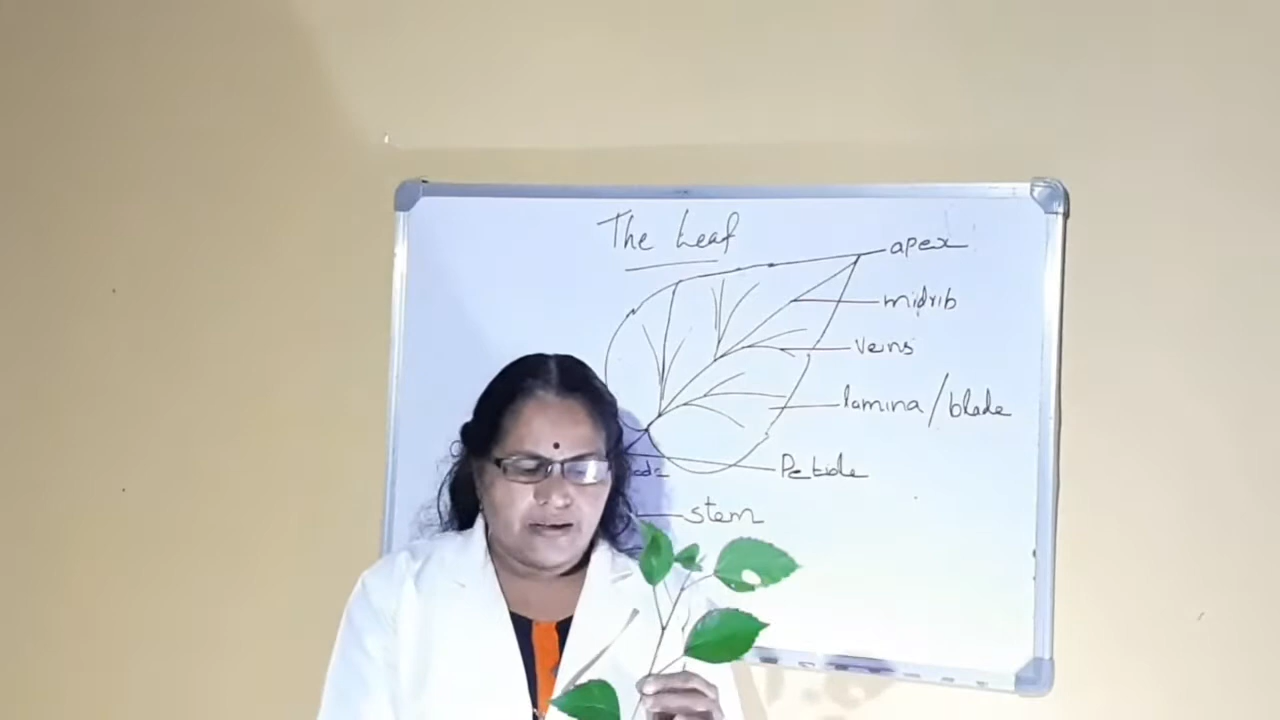 The Leaf
apex
midrib
veins
lamina/blade
Petiole
stem